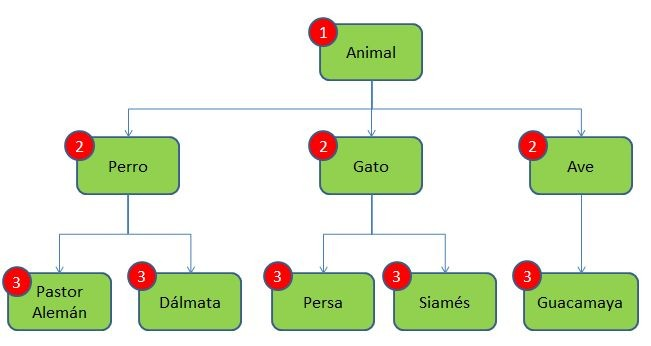 1
Animal
2
Perro
2
Gato
2
Ave
3
Pastor
Alemán
3
Dálmata
3
Persa
3
Siamés
3
Guacamaya